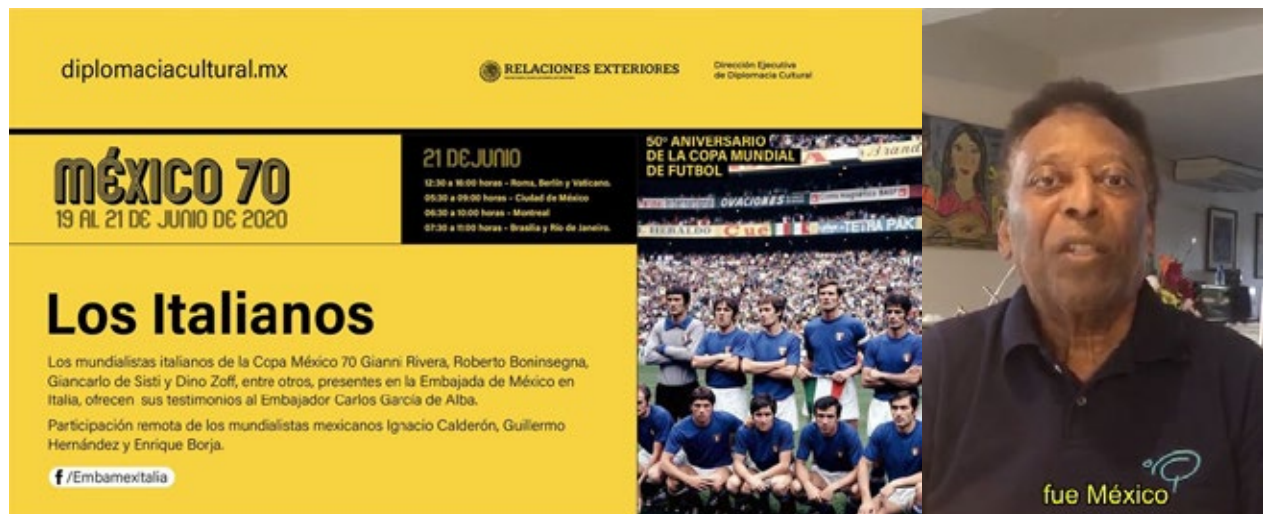 diplomaciacultural.mx
RELACIONES EXTERIORES
Dirección Ejecutiva
de Diplomacia Cultural
MÉXICO 70
19 AL 21 DE JUNIO DE 2020
21 DE JUNIO
12:30 a 16:00 horas - Roma, Berlín y Vaticano.
05:30 a 09:00 horas - Ciudad de México
06:30 a 10:00 horas - Montreal
07:30 a 11:00 horas - Brasilia y Río de Janeiro.
50º ANIVERSARIO
DE LA COPA MUNDIAL
DE FUTBOL
OVACIONES
HERALDO
Cue
TETRA PAK
Los Italianos
Los mundialistas italianos de la Copa México 70 Gianni Rivera, Roberto Boninsegna,
Giancarlo de Sisti y Dino Zoff, entre otros, presentes en la Embajada de México en
Italia, ofrecen sus testimonios al Embajador Carlos García de Alba.
Participación remota de los mundialistas mexicanos Ignacio Calderón, Guillermo
Hernández y Enrique Borja.
f /EmbamexItalia
fue México